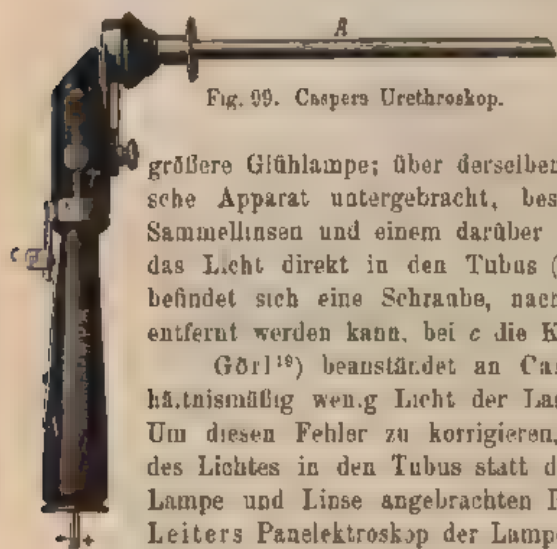 A
Fig. 99. Caspers Urethroskop.
größere Glühlampe; über derselben
sche Apparat untergebracht, bes
Sammellinsen und einem darüber
das Licht direkt in den Tubus (
befindet sich eine Schraube, nach
c
entfernt werden kann, bei c die K
Görl¹⁹) beanständet an Ca
hältnismäßig wenig Licht der La
Um diesen Fehler zu korrigieren,
des Lichtes in den Tubus statt d
Lampe und Linse angebrachten
Leiters Panelektroskop der Lamp
- +